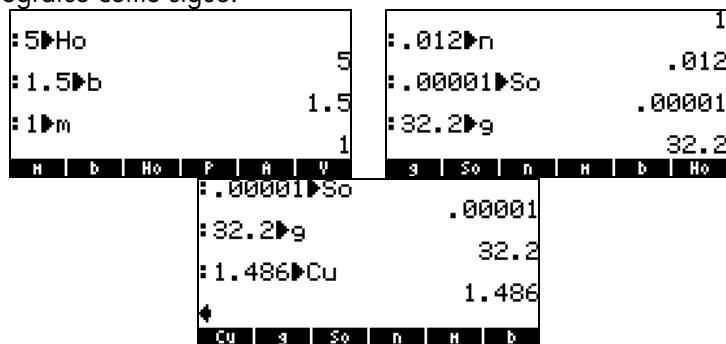 como sigue:
:5▶Ho
5
:1.5▶b
1.5
:1▶m
1
m b Ho P A V
1
:.012▶n
.012
:.00001▶So
.00001
:32.2▶g
32.2
g So n m b Ho
:.00001▶So
.00001
:32.2▶g
32.2
:1.486▶Cu
1.486
Cu g So n m b